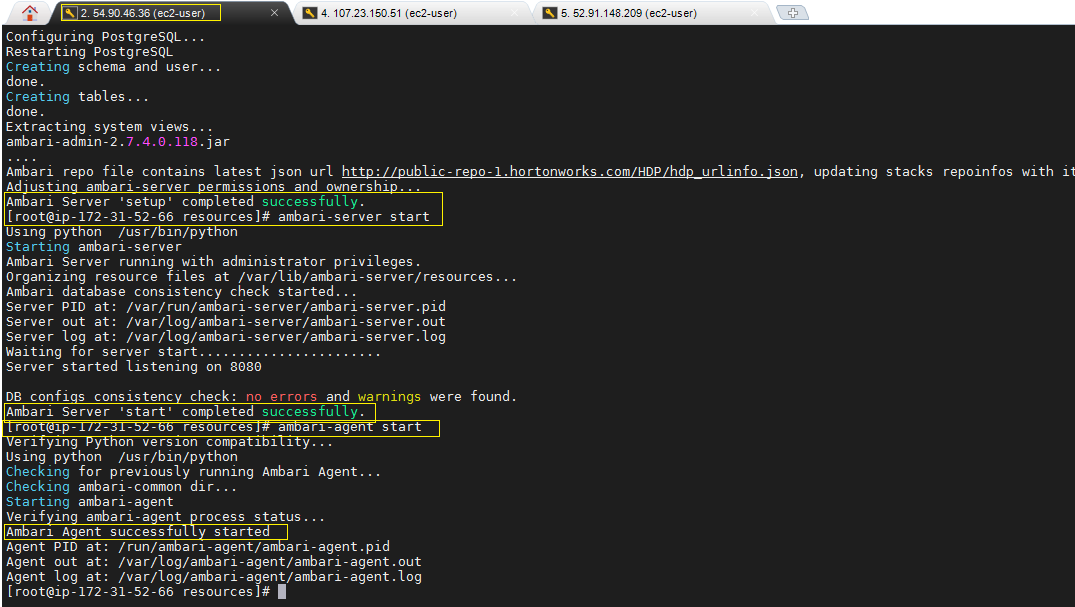 2. 54.90.46.36 (ec2-user)
4. 107.23.150.51 (ec2-user)
5. 52.91.148.209 (ec2-user)
Configuring PostgreSQL...
Restarting PostgreSQL
Creating schema and user...
done.
Creating tables...
done.
Extracting system views...
ambari-admin-2.7.4.0.118.jar
....
Ambari repo file contains latest json url http://public-repo-1.hortonworks.com/HDP/hdp_urlinfo.json, updating stacks repoinfos with it
Adjusting ambari-server permissions and ownership...
Ambari Server 'setup' completed successfully.
[root@ip-172-31-52-66 resources]# ambari-server start
Using python  /usr/bin/python
Starting ambari-server
Ambari Server running with administrator privileges.
Organizing resource files at /var/lib/ambari-server/resources...
Ambari database consistency check started...
Server PID at: /var/run/ambari-server/ambari-server.pid
Server out at: /var/log/ambari-server/ambari-server.out
Server log at: /var/log/ambari-server/ambari-server.log
Waiting for server start.......................
Server started listening on 8080
DB configs consistency check: no errors and warnings were found.
Ambari Server 'start' completed successfully.
[root@ip-172-31-52-66 resources]# ambari-agent start
Verifying Python version compatibility...
Using python  /usr/bin/python
Checking for previously running Ambari Agent...
Checking ambari-common dir...
Starting ambari-agent
Verifying ambari-agent process status...
Ambari Agent successfully started
Agent PID at: /run/ambari-agent/ambari-agent.pid
Agent out at: /var/log/ambari-agent/ambari-agent.out
Agent log at: /var/log/ambari-agent/ambari-agent.log
[root@ip-172-31-52-66 resources]#